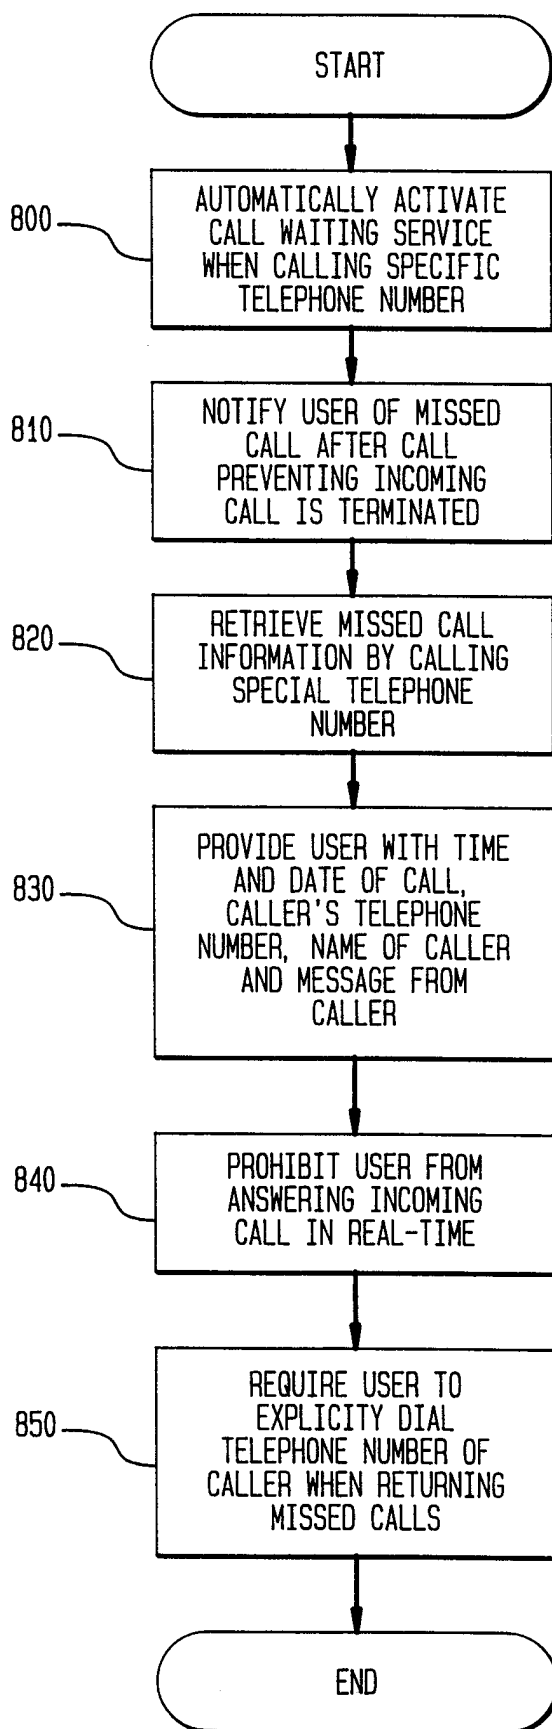 START
800
AUTOMATICALLY ACTIVATE
CALL WAITING SERVICE
WHEN CALLING SPECIFIC
TELEPHONE NUMBER
810
NOTIFY USER OF MISSED
CALL AFTER CALL
PREVENTING INCOMING
CALL IS TERMINATED
820
RETRIEVE MISSED CALL
INFORMATION BY CALLING
SPECIAL TELEPHONE
NUMBER
830
PROVIDE USER WITH TIME
AND DATE OF CALL,
CALLER'S TELEPHONE
NUMBER, NAME OF CALLER
AND MESSAGE FROM
CALLER
840
PROHIBIT USER FROM
ANSWERING INCOMING
CALL IN REAL-TIME
850
REQUIRE USER TO
EXPLICITY DIAL
TELEPHONE NUMBER OF
CALLER WHEN RETURNING
MISSED CALLS
END